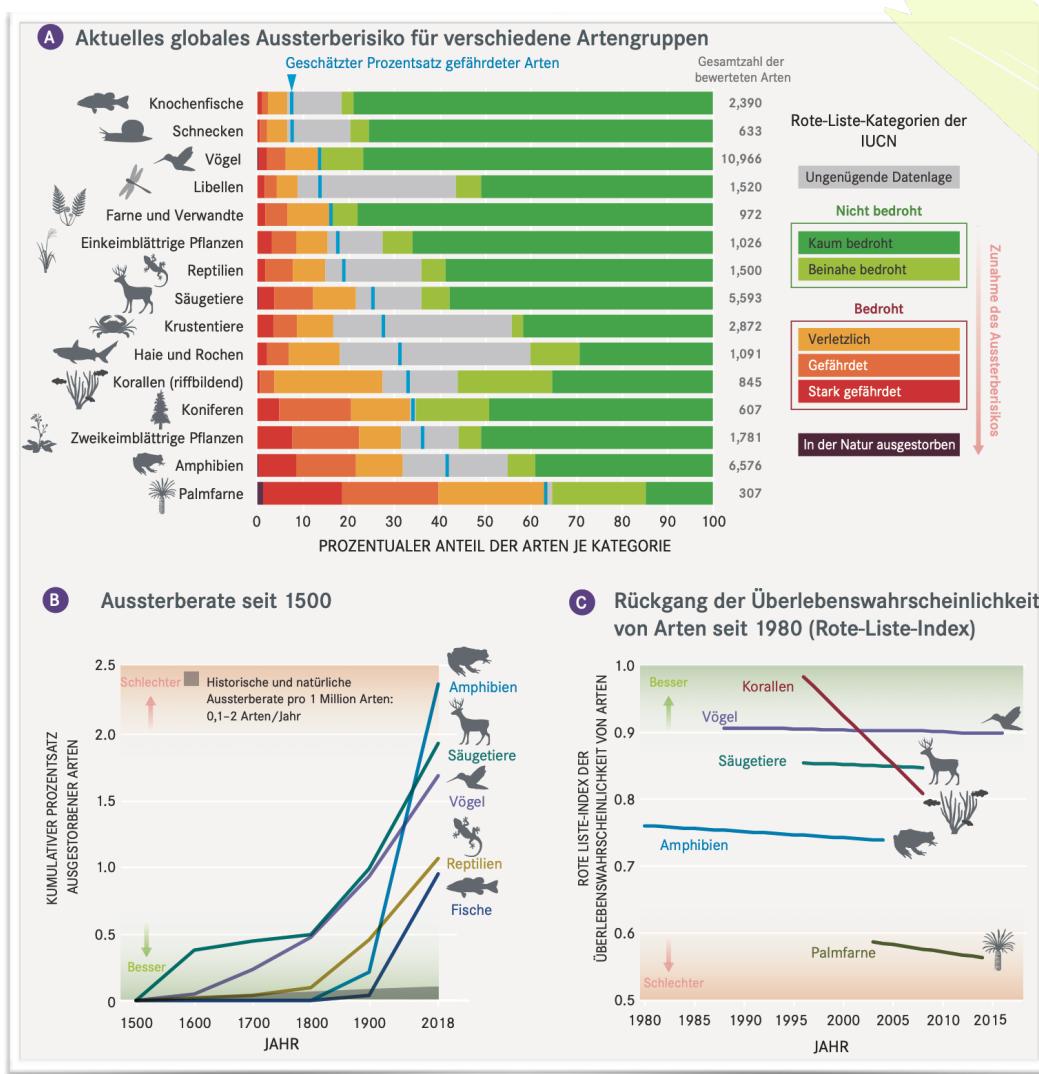 A Aktuelles globales Aussterberisiko für verschiedene Artengruppen
Geschätzter Prozentsatz gefährdeter Arten
Gesamtzahl der
bewerteten Arten
Knochenfische 2,390
Schnecken 633
Vögel 10,966
Libellen 1,520
Farne und Verwandte 972
Einkeimblättrige Pflanzen 1,026
Reptilien 1,500
Säugetiere 5,593
Krustentiere 2,872
Haie und Rochen 1,091
Korallen (riffbildend) 845
Koniferen 607
Zweikeimblättrige Pflanzen 1,781
Amphibien 6,576
Palmfarne 307
0 10 20 30 40 50 60 70 80 90 100
PROZENTUALER ANTEIL DER ARTEN JE KATEGORIE
Rote-Liste-Kategorien der
IUCN
Ungenügende Datenlage
Nicht bedroht
Kaum bedroht
Beinahe bedroht
Bedroht
Verletzlich
Gefährdet
Stark gefährdet
In der Natur ausgestorben
Zunahme des Aussterberisikos
B Aussterberate seit 1500
KUMULATIVER PROZENTSATZ
AUSGESTORBENER ARTEN
2.5
2.0
1.5
1.0
0.5
0
Schlechter
Historische und natürliche
Aussterberate pro 1 Million Arten:
0,1–2 Arten/Jahr
Besser
Amphibien
Säugetiere
Vögel
Reptilien
Fische
1500 1600 1700 1800 1900 2018
JAHR
C Rückgang der Überlebenswahrscheinlichkeit
von Arten seit 1980 (Rote-Liste-Index)
ROTE LISTE-INDEX DER
ÜBERLEBENSWAHRSCHEINLICHKEIT VON ARTEN
1.0
0.9
0.8
0.7
0.6
0.5
Besser
Korallen
Vögel
Säugetiere
Amphibien
Palmfarne
Schlechter
1980 1985 1990 1995 2000 2005 2010 2015
JAHR